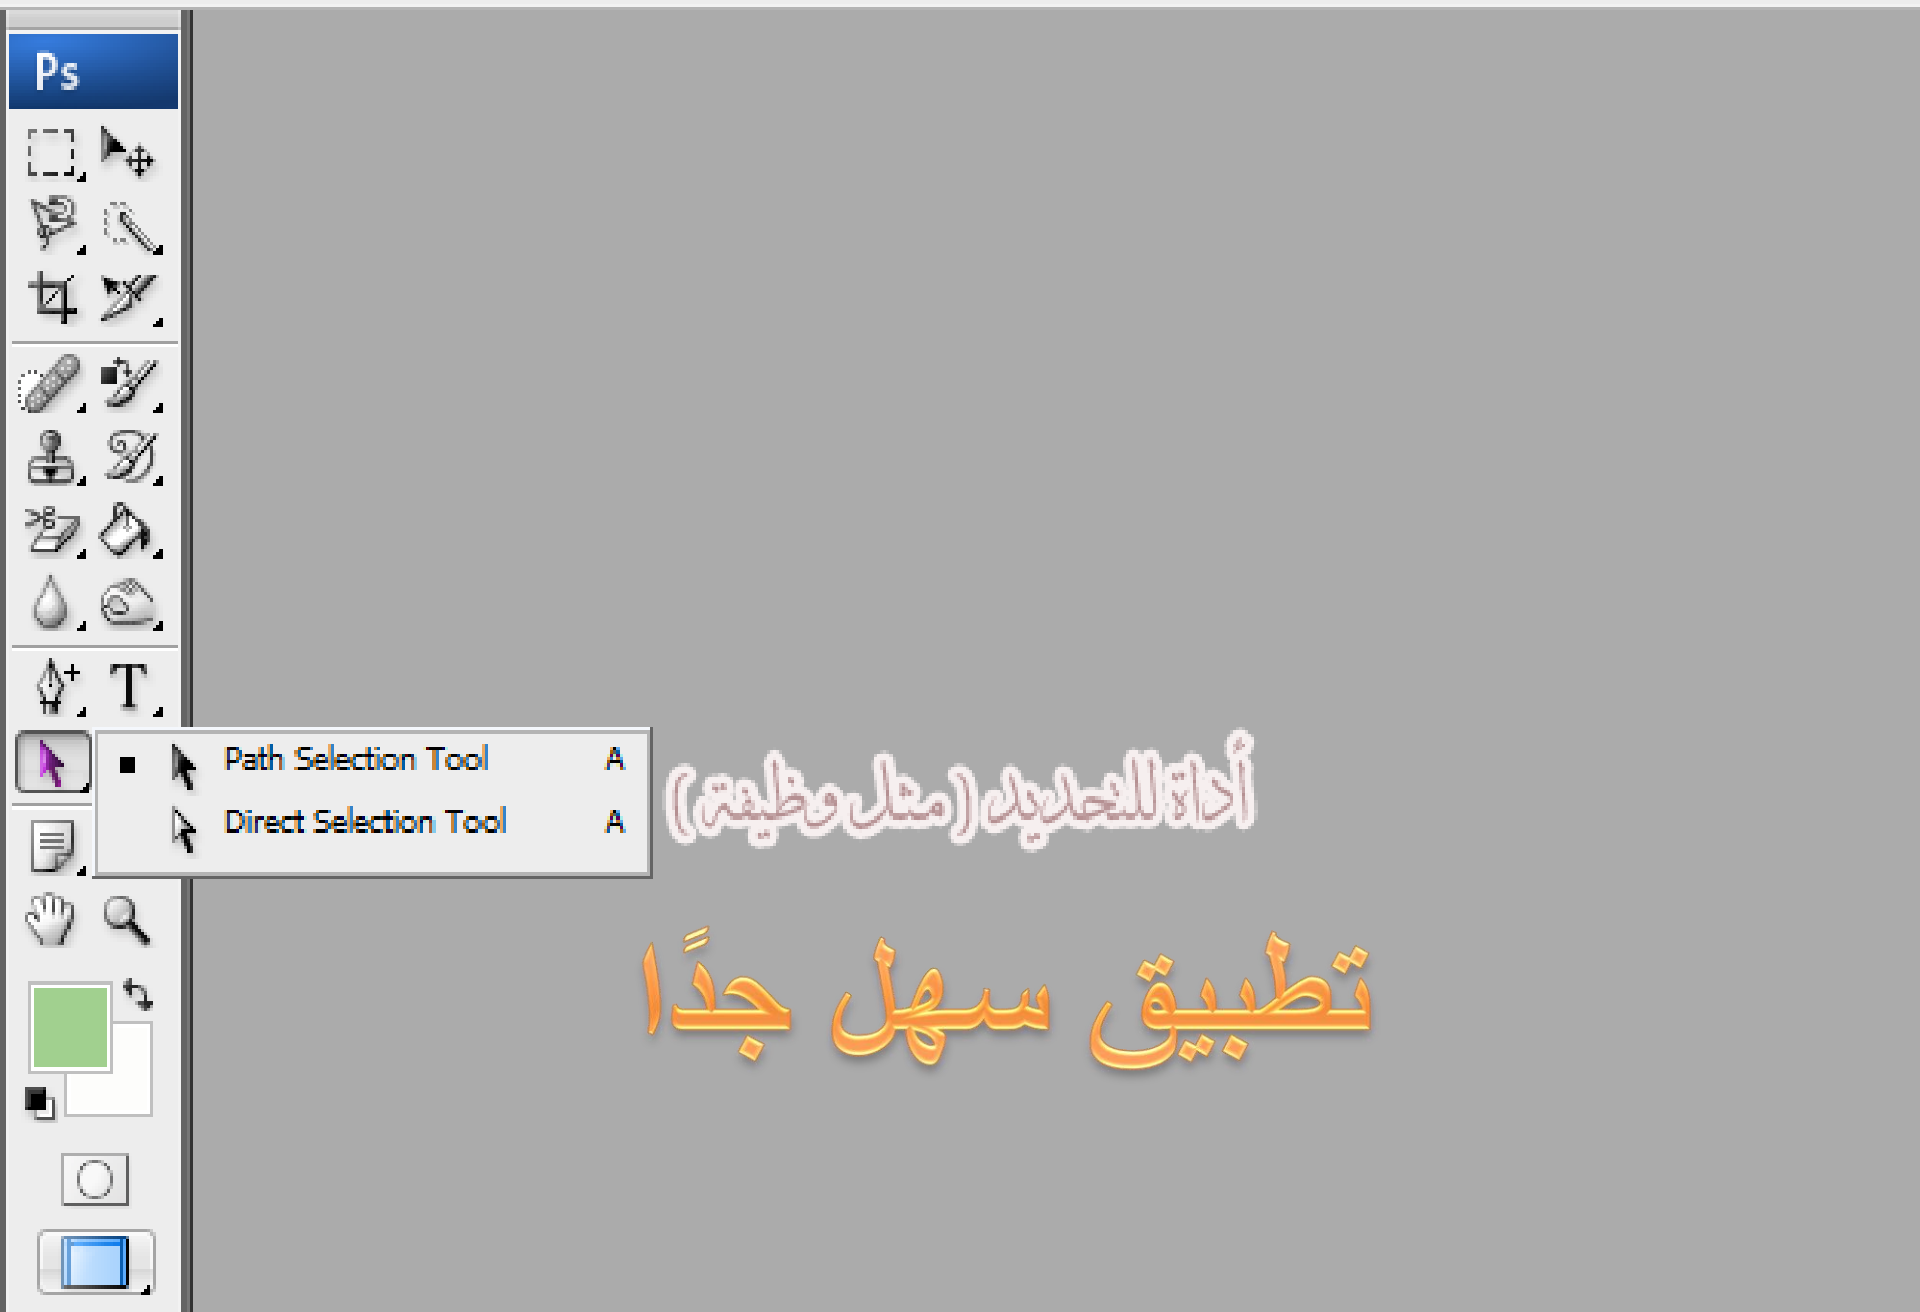 Ps
T
Path Selection Tool A
Direct Selection Tool A
أداة للتحديد ( مثل وظيفة )
تطبيق سهل جدًا